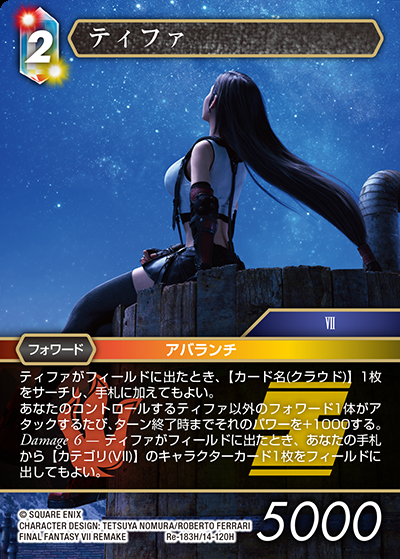 2
ティファ
VII
フォワード
アバランチ
ティファがフィールドに出たとき、【カード名(クラウド)】1枚
をサーチし、手札に加えてもよい。
あなたのコントロールするティファ以外のフォワード1体がア
タックするたび、ターン終了時までそれのパワーを+1000する。
Damage 6 — ティファがフィールドに出たとき、あなたの手札
から【カテゴリ(VII)】のキャラクターカード1枚をフィールドに
出してもよい。
© SQUARE ENIX
CHARACTER DESIGN: TETSUYA NOMURA/ROBERTO FERRARI
FINAL FANTASY VII REMAKE
Re-183H/14-120H
5000